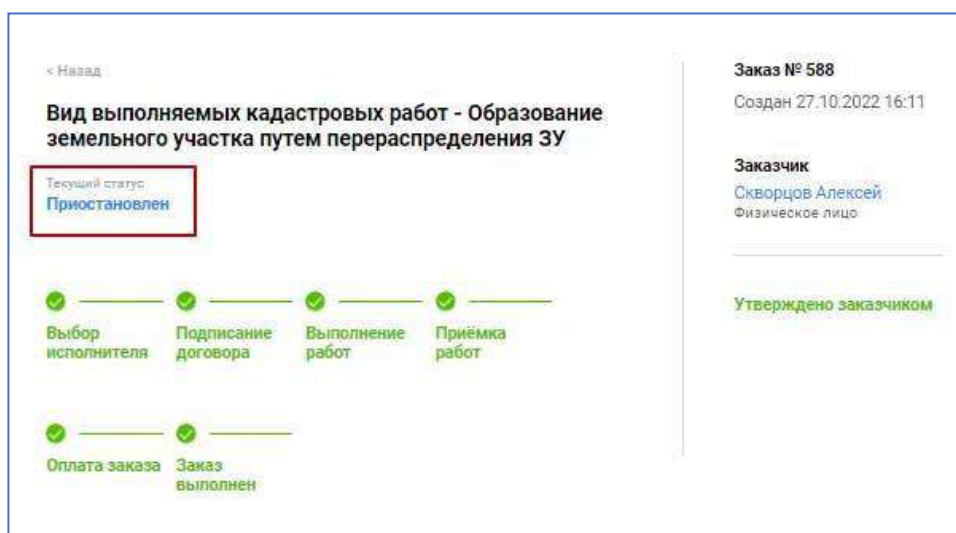 < Назад
Вид выполняемых кадастровых работ - Образование
земельного участка путем перераспределения ЗУ
Текущий статус
Приостановлен
Выбор
исполнителя
Подписание
договора
Выполнение
работ
Приёмка
работ
Оплата заказа
Заказ
выполнен
Заказ № 588
Создан 27.10.2022 16:11
Заказчик
Скворцов Алексей
Физическое лицо
Утверждено заказчиком